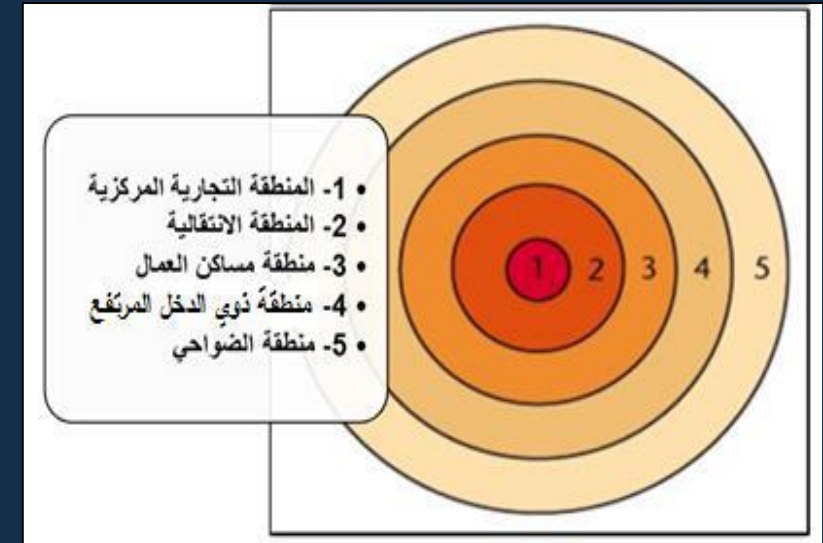 • 1- المنطقة التجارية المركزية
• 2- المنطقة الانتقالية
• 3- منطقة مساكن العمال
• 4- منطقة ذوي الدخل المرتفع
• 5- منطقة الضواحي
1 2 3 4 5